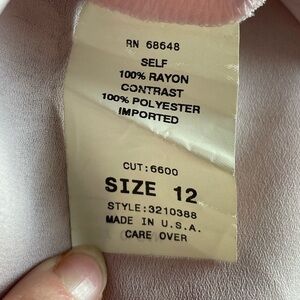 RN 68648
SELF
100% RAYON
CONTRAST
100% POLYESTER
IMPORTED
CUT:6600
SIZE 12
STYLE:3210388
MADE IN U.S.A.
CARE OVER